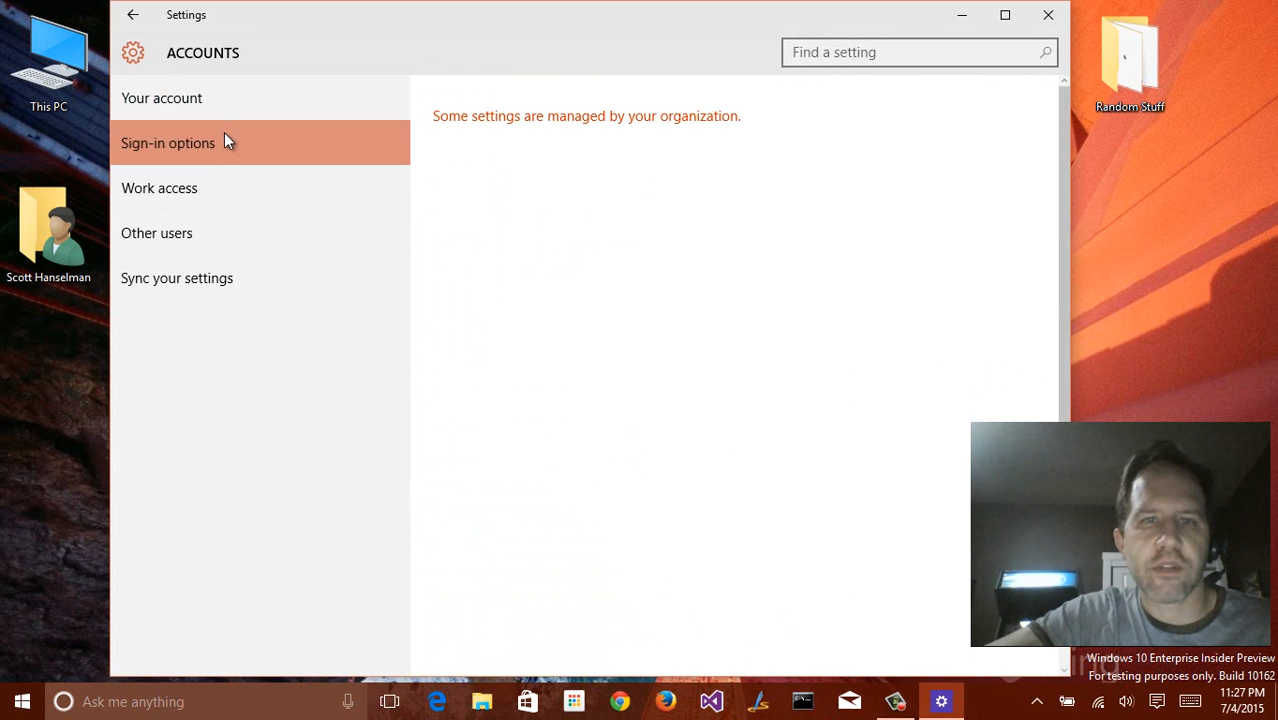 Settings
ACCOUNTS
Find a setting
Your account
Sign-in options
Work access
Other users
Sync your settings
Some settings are managed by your organization.
This PC
Scott Hanselman
Random Stuff
Windows 10 Enterprise Insider Preview
For testing purposes only. Build 10162
Ask me anything
11:27 PM
7/4/2015